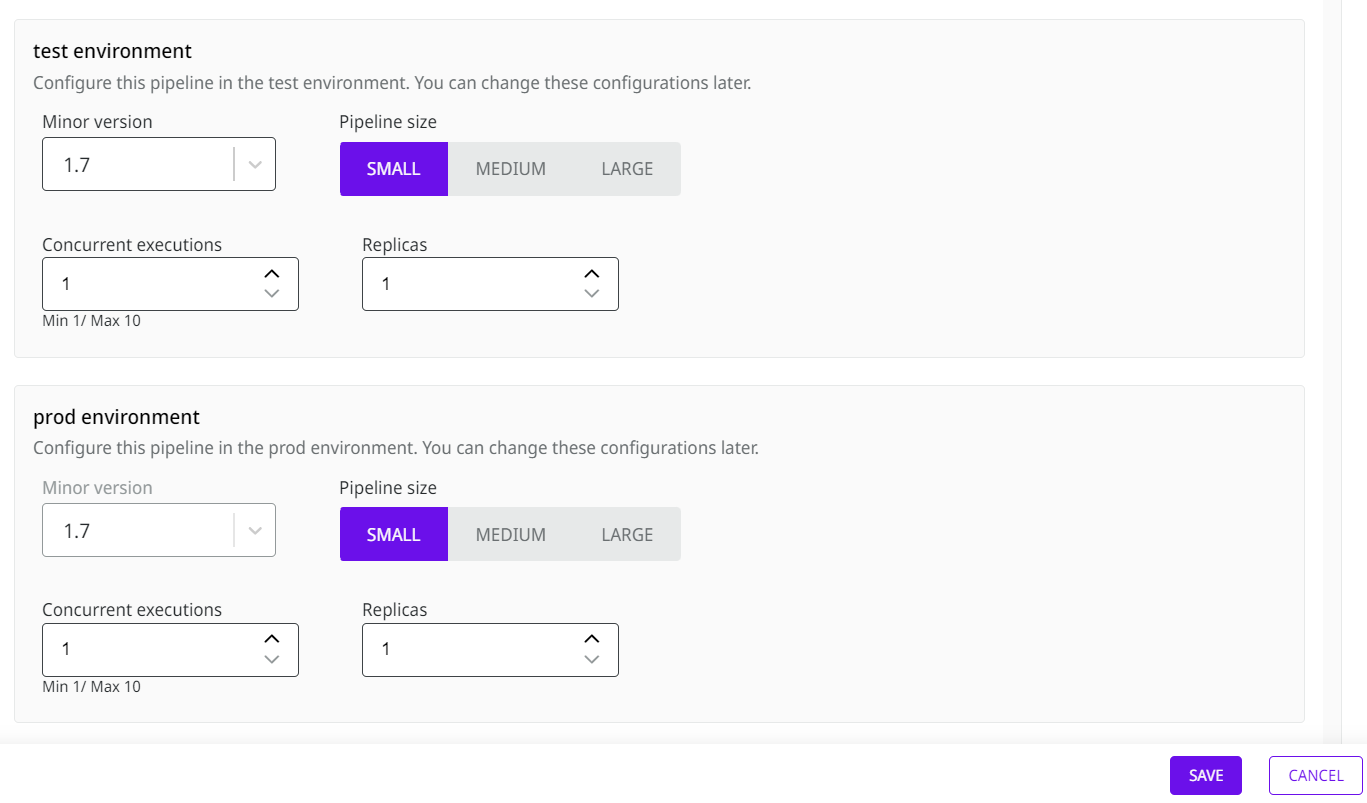 test environment
Configure this pipeline in the test environment. You can change these configurations later.
Minor version Pipeline size
1.7 SMALL MEDIUM LARGE
Concurrent executions Replicas
1 1
Min 1/ Max 10
prod environment
Configure this pipeline in the prod environment. You can change these configurations later.
Minor version Pipeline size
1.7 SMALL MEDIUM LARGE
Concurrent executions Replicas
1 1
Min 1/ Max 10
SAVE CANCEL